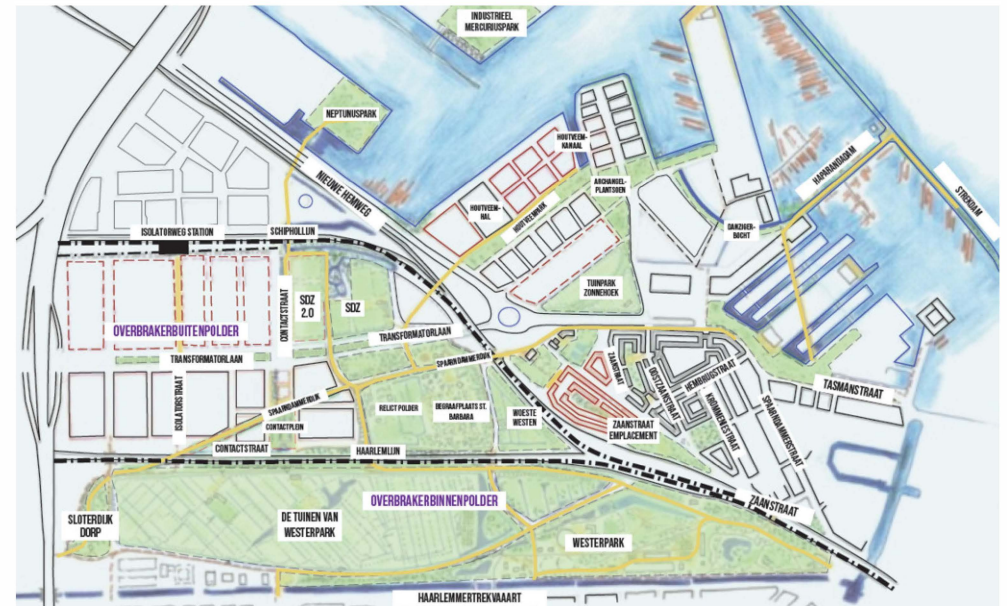 INDUSTRIEEL
MERCURIUSPARK
NEPTUNUSPARK
NIEUWE HEMWEG
HOUTVEEM-
KANAAL
HOUTVEEM-
HAL
HOUTVEEMPARK
ARCHANGEL-
PLANTSOEN
HAPARANDADAM
STREKDAM
DANZIGER-
BOCHT
TUINPARK
ZONNEHOEK
ISOLATORWEG STATION
SCHIPHOLLIJN
OVERBRAKERBUITENPOLDER
CONTACTSTRAAT
SDZ
2.0
SDZ
TRANSFORMATORLAAN
TRANSFORMATORLAAN
SPAARNDAMMERDIJK
ISOLATORSTRAAT
SPAARNDAMMERDIJK
CONTACTPLEIN
CONTACTSTRAAT
RELICT POLDER
BEGRAAFPLAATS ST.
BARBARA
WOESTE
WESTEN
ZAANSTRAAT
ZAANSTRAAT
EMPLACEMENT
OOSTZAANSTRAAT
HEMBRUGSTRAAT
KROMMENIESTRAAT
SPAARNDAMMERSTRAAT
TASMANSTRAAT
HAARLEMLIJN
ZAANSTRAAT
OVERBRAKERBINNENPOLDER
SLOTERDIJK
DORP
DE TUINEN VAN
WESTERPARK
WESTERPARK
HAARLEMMERTREKVAAART